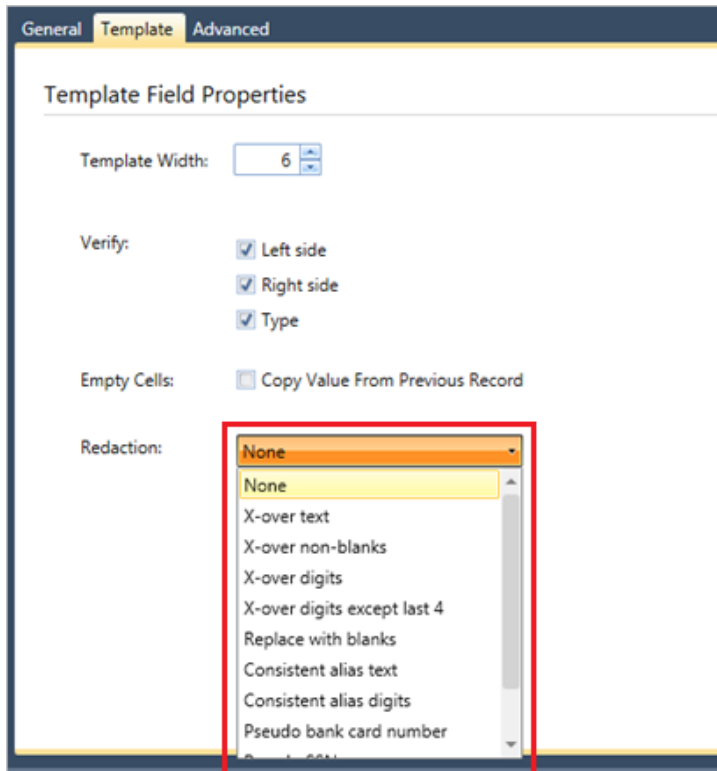 General Template Advanced
Template Field Properties
Template Width: 6
Verify: Left side
Right side
Type
Empty Cells: Copy Value From Previous Record
Redaction: None
None
X-over text
X-over non-blanks
X-over digits
X-over digits except last 4
Replace with blanks
Consistent alias text
Consistent alias digits
Pseudo bank card number